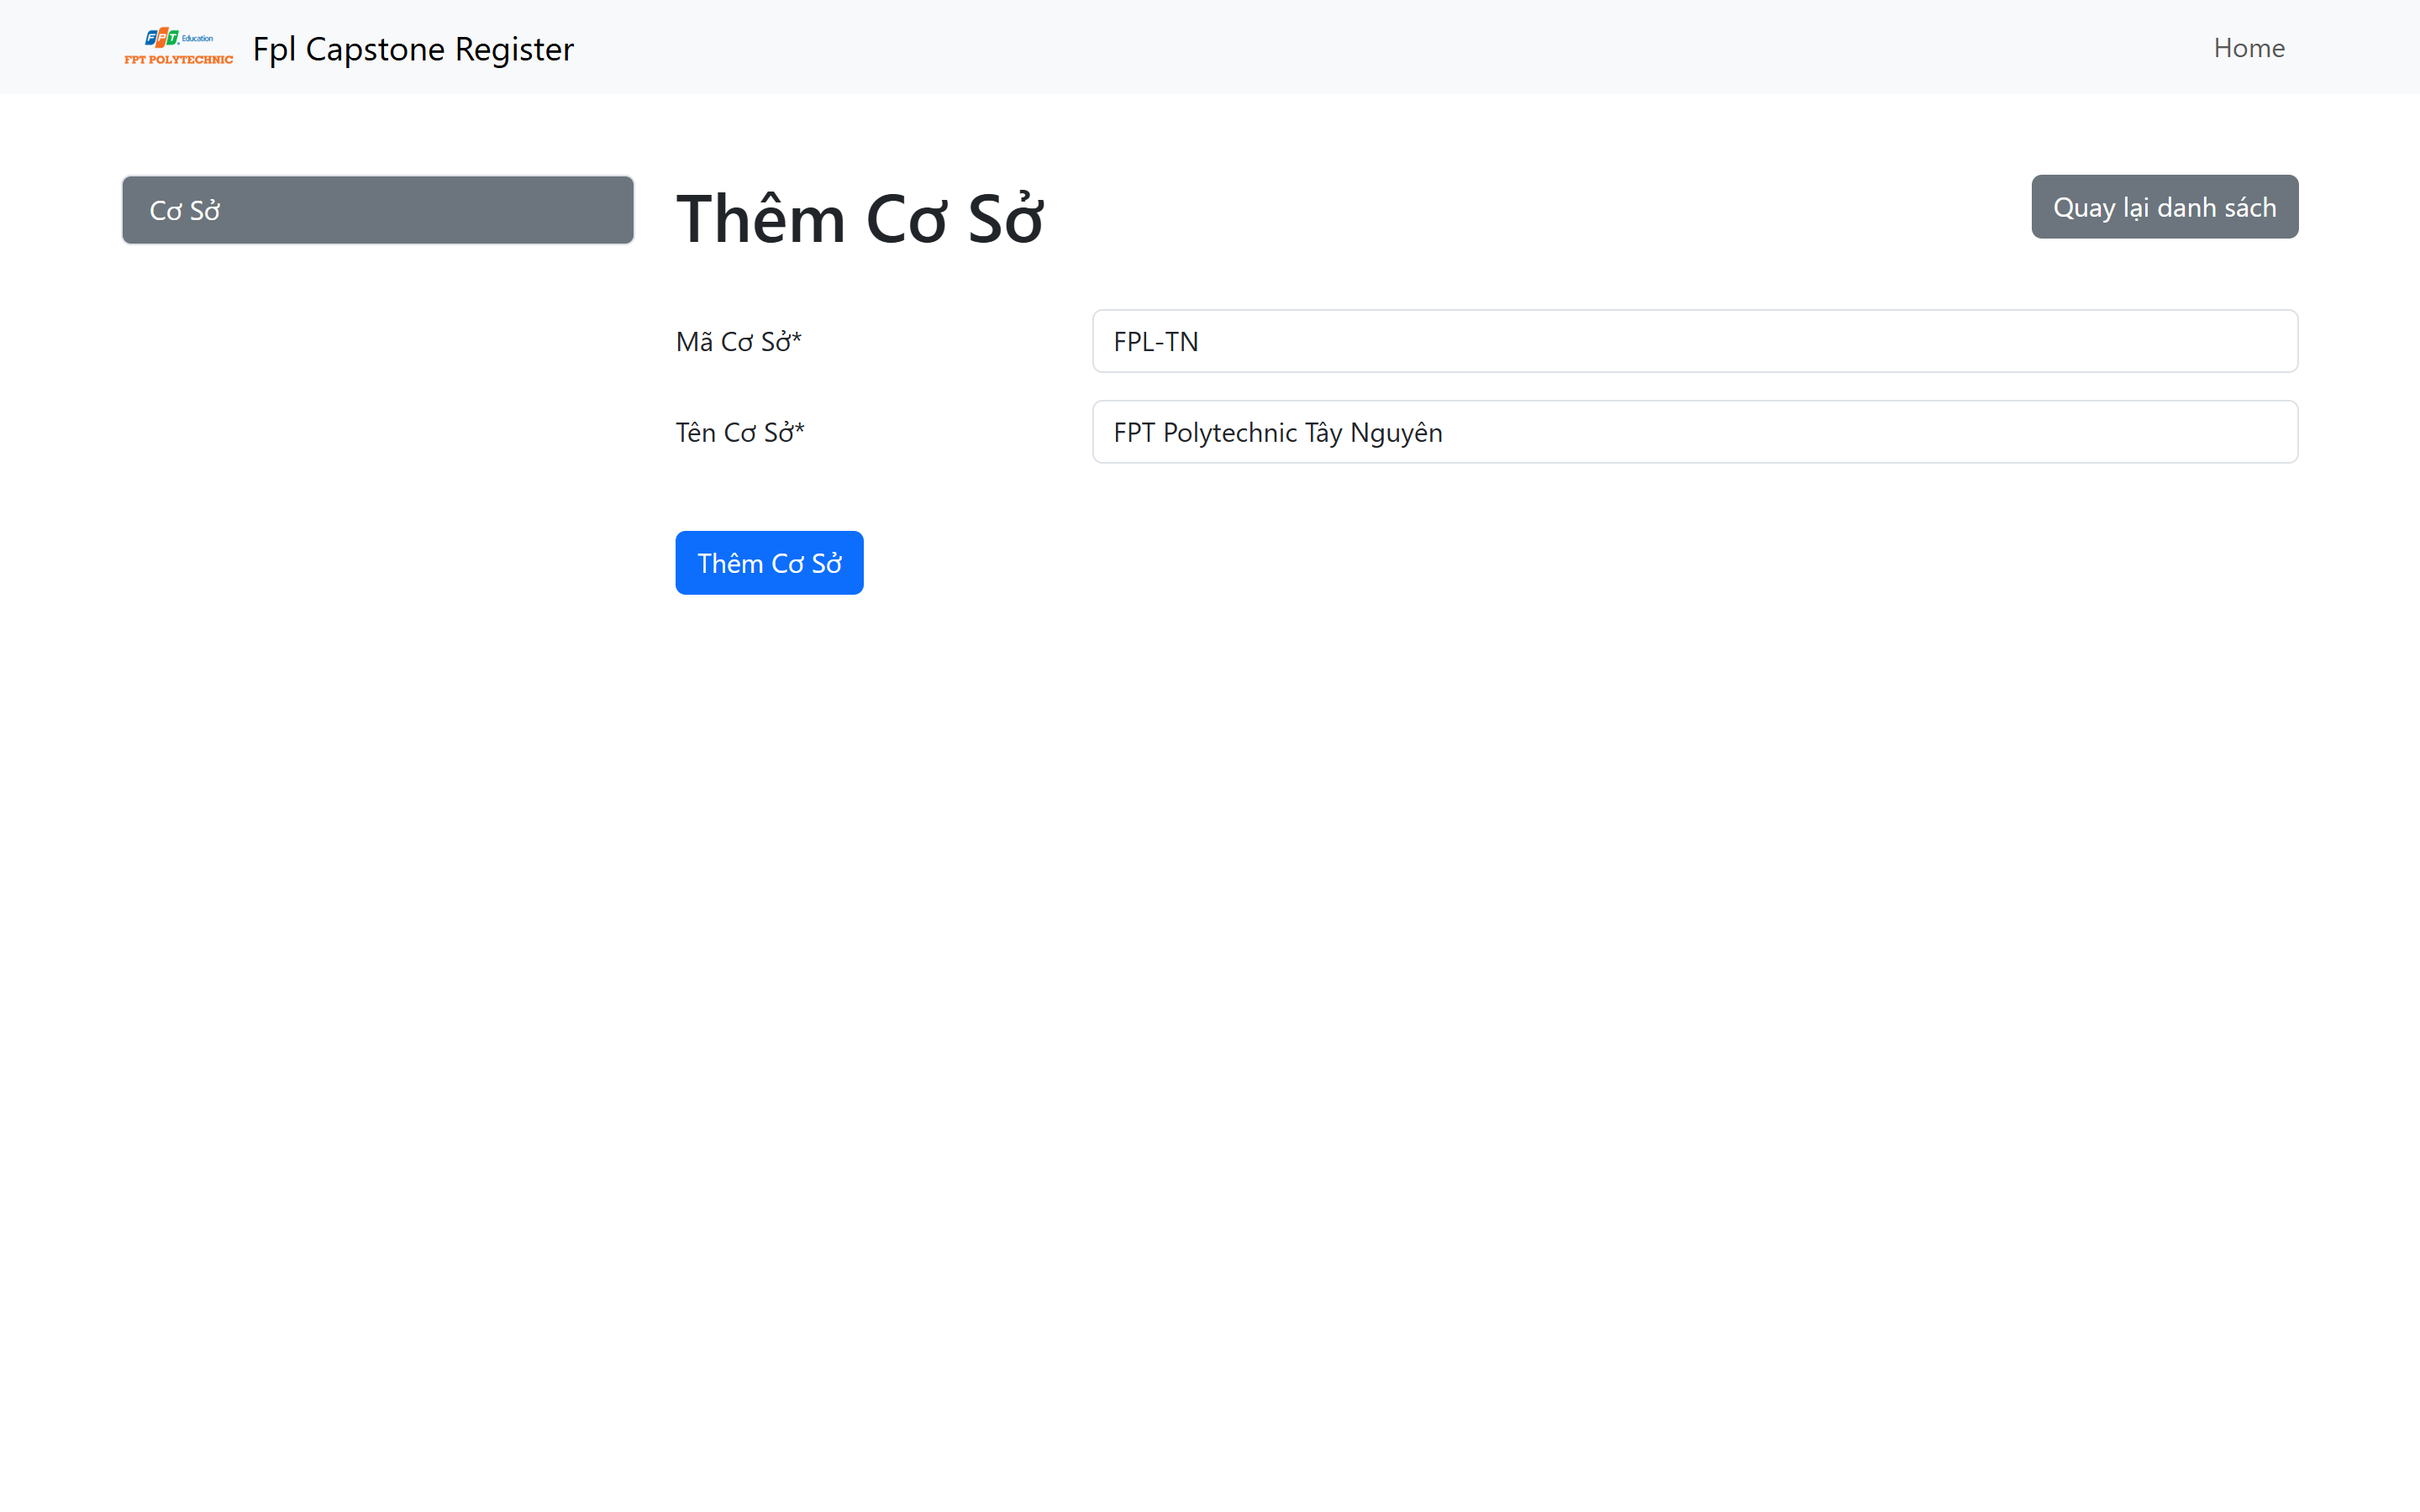 FPT Education
FPT POLYTECHNIC
Fpl Capstone Register
Home
Cơ Sở
Thêm Cơ Sở
Quay lại danh sách
Mã Cơ Sở*
FPL-TN
Tên Cơ Sở*
FPT Polytechnic Tây Nguyên
Thêm Cơ Sở